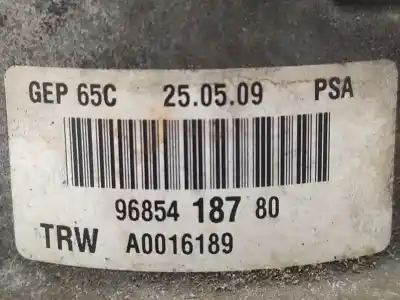 GEP 65C 25.05.09 PSA
96854 187 80
TRW A0016189